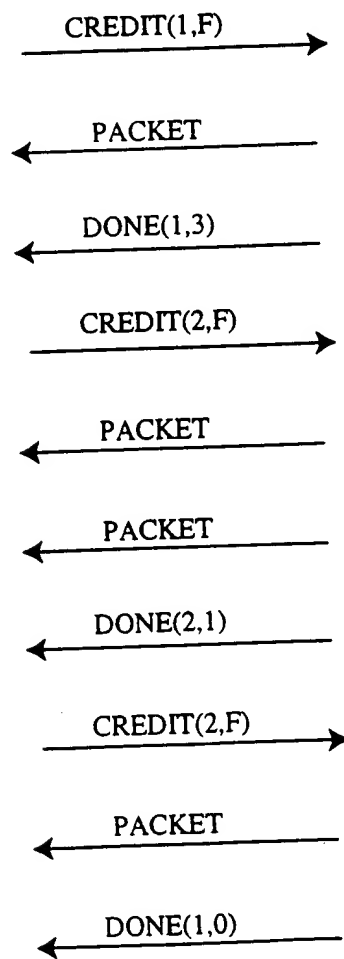 CREDIT(1,F)
PACKET
DONE(1,3)
CREDIT(2,F)
PACKET
PACKET
DONE(2,1)
CREDIT(2,F)
PACKET
DONE(1,0)